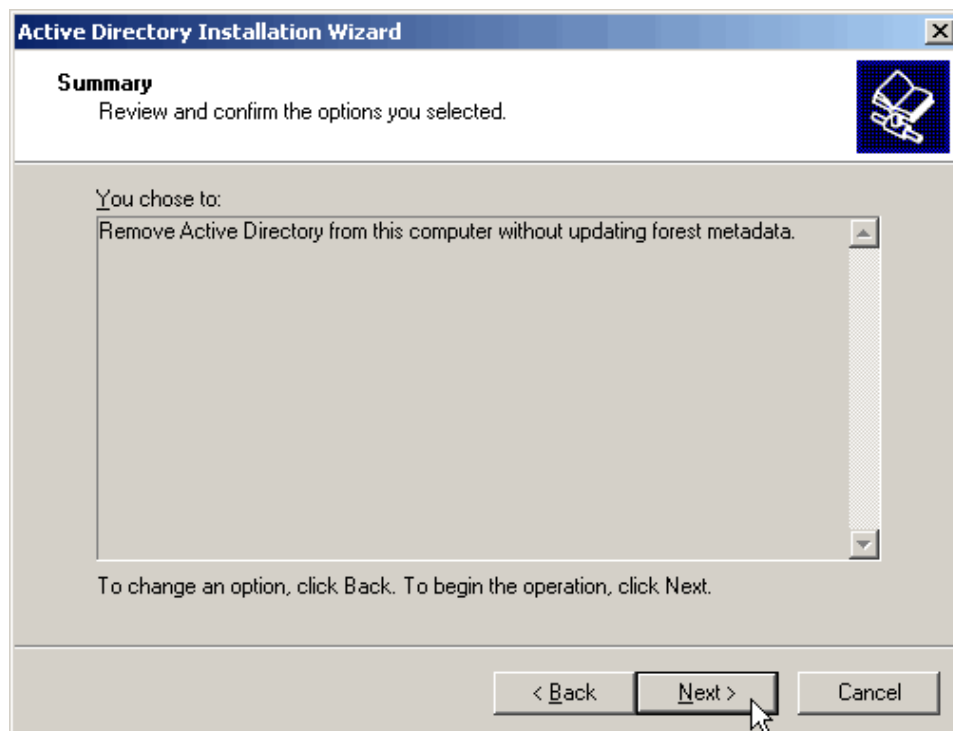 Active Directory Installation Wizard
Summary
Review and confirm the options you selected.
You chose to:
Remove Active Directory from this computer without updating forest metadata.
To change an option, click Back. To begin the operation, click Next.
< Back
Next >
Cancel